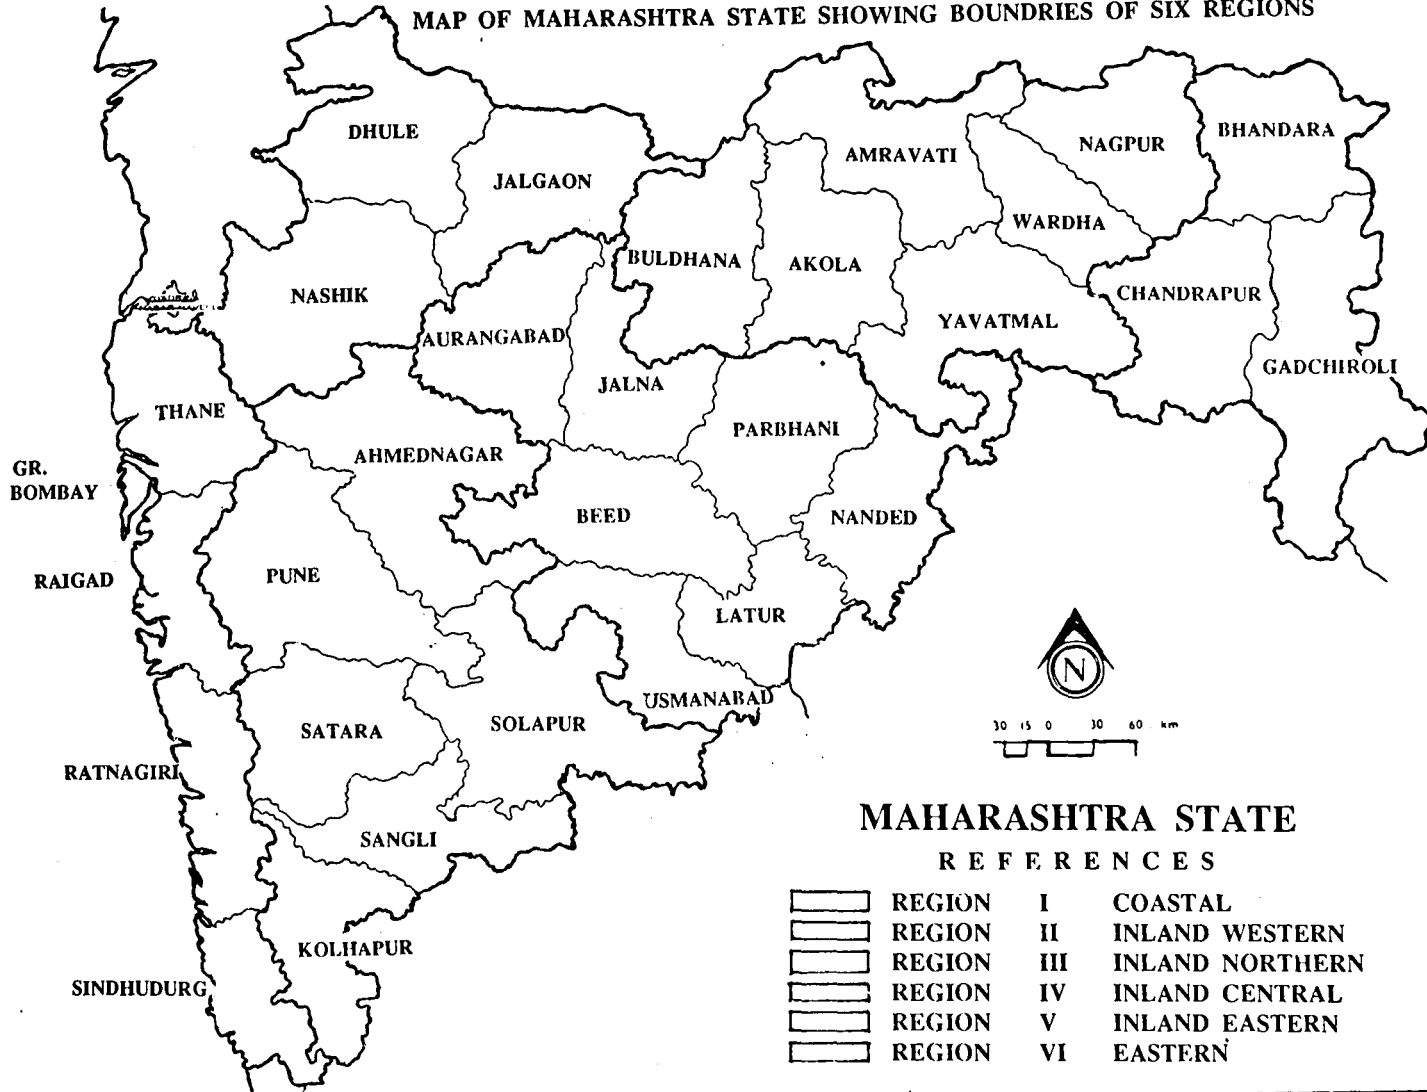 MAP OF MAHARASHTRA STATE SHOWING BOUNDRIES OF SIX REGIONS
DHULE
BHANDARA
NAGPUR
AMRAVATI
JALGAON
WARDHA
BULDHANA
AKOLA
NASHIK
CHANDRAPUR
YAVATMAL
AURANGABAD
GADCHIROLI
JALNA
THANE
PARBHANI
AHMEDNAGAR
GR.
BOMBAY
BEED
NANDED
RAIGAD
PUNE
LATUR
N
USMANABAD
SATARA
SOLAPUR
30 15 0 30 60 km
RATNAGIRI
SANGLI
KOLHAPUR
SINDHUDURG
MAHARASHTRA STATE
REFERENCES
REGION I COASTAL
REGION II INLAND WESTERN
REGION III INLAND NORTHERN
REGION IV INLAND CENTRAL
REGION V INLAND EASTERN
REGION VI EASTERN